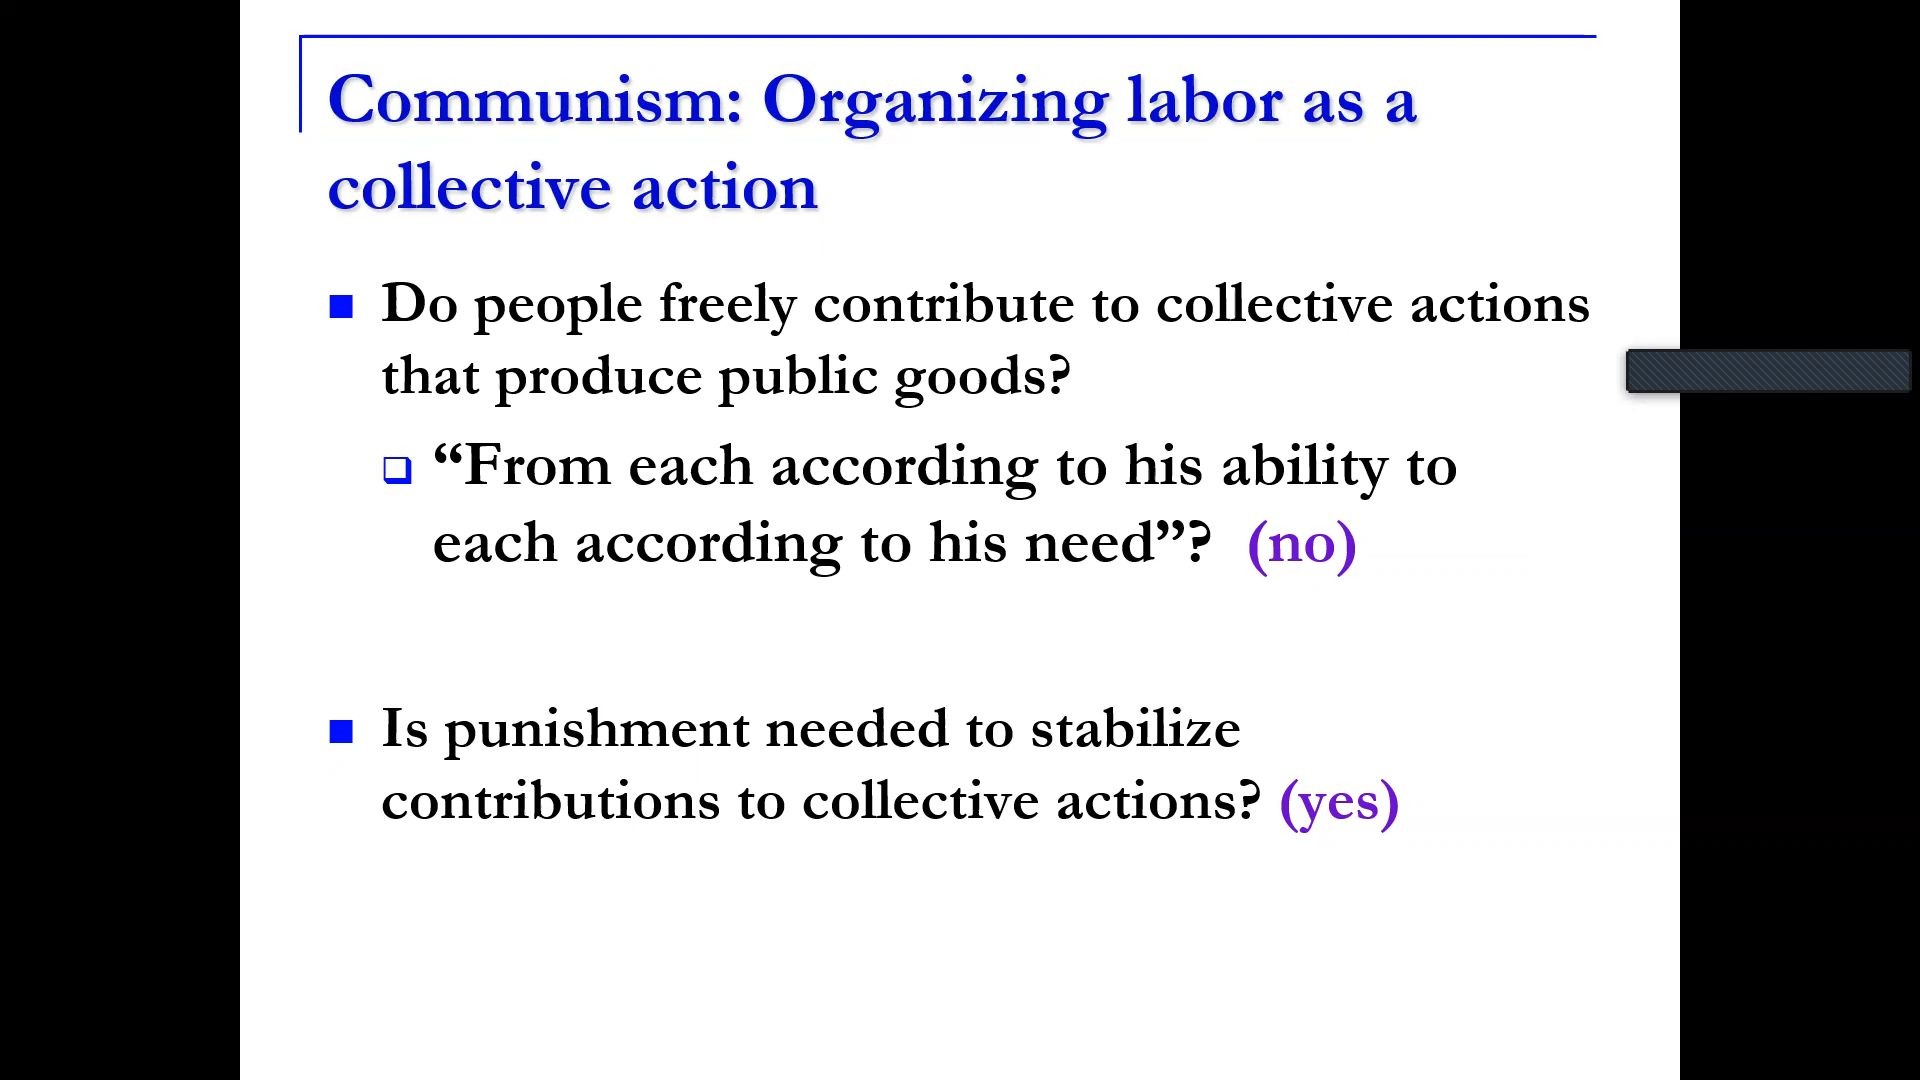 Communism: Organizing labor as a
collective action
Do people freely contribute to collective actions
that produce public goods?
“From each according to his ability to
each according to his need”? (no)
Is punishment needed to stabilize
contributions to collective actions? (yes)